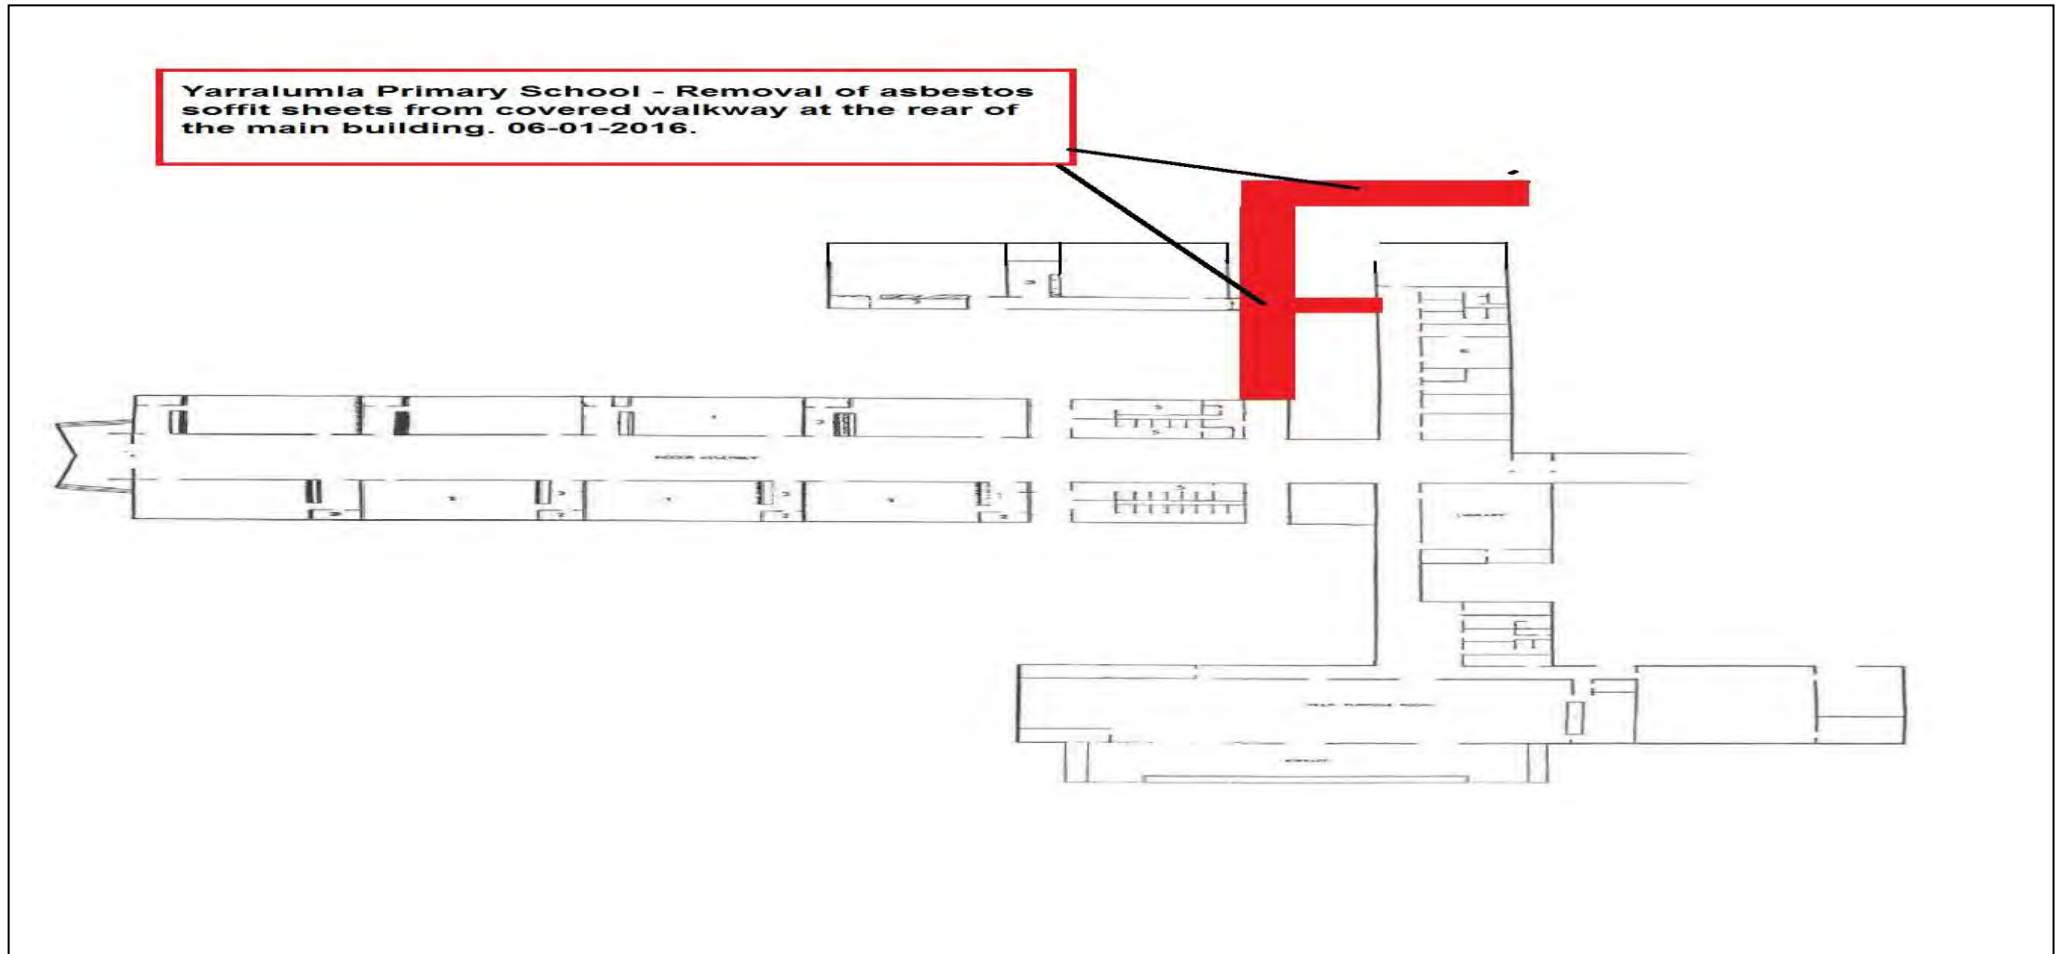 Yarralumla Primary School - Removal of asbestos
soffit sheets from covered walkway at the rear of
the main building. 06-01-2016.
LIBRARY